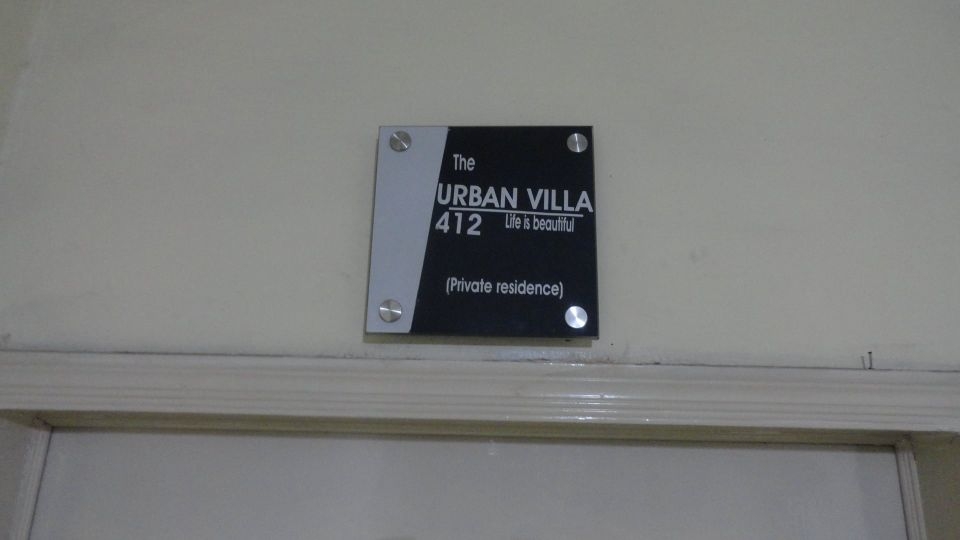 The
URBAN VILLA
412 Life is beautiful
(Private residence)